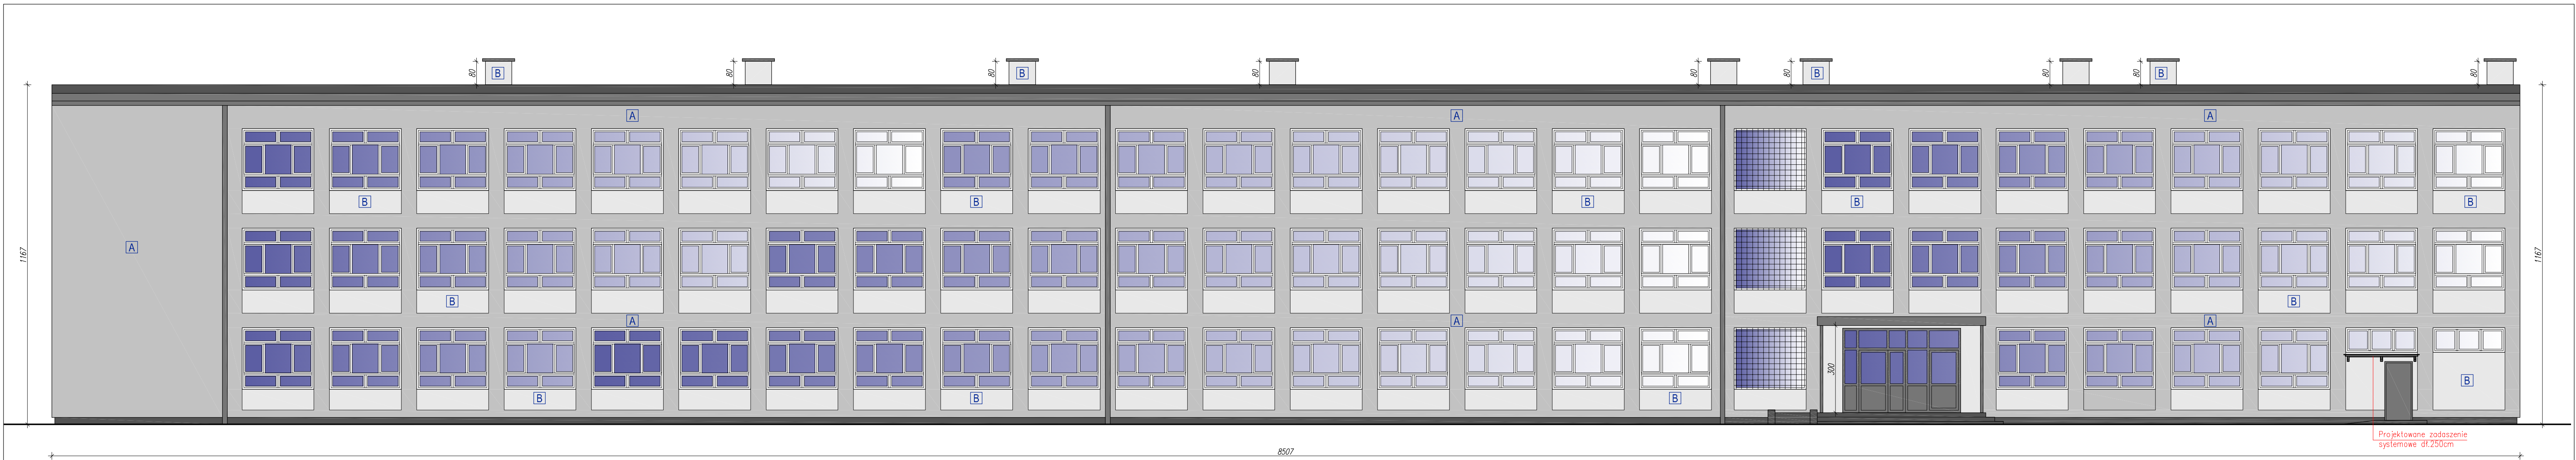 80 80 80 80 80 80 80 80 80
B B B B
A A A
B B B B B
1167 A 1167
B B
A A A
300
B B B B
Projektowane zadaszenie
systemowe dł.250cm
8507